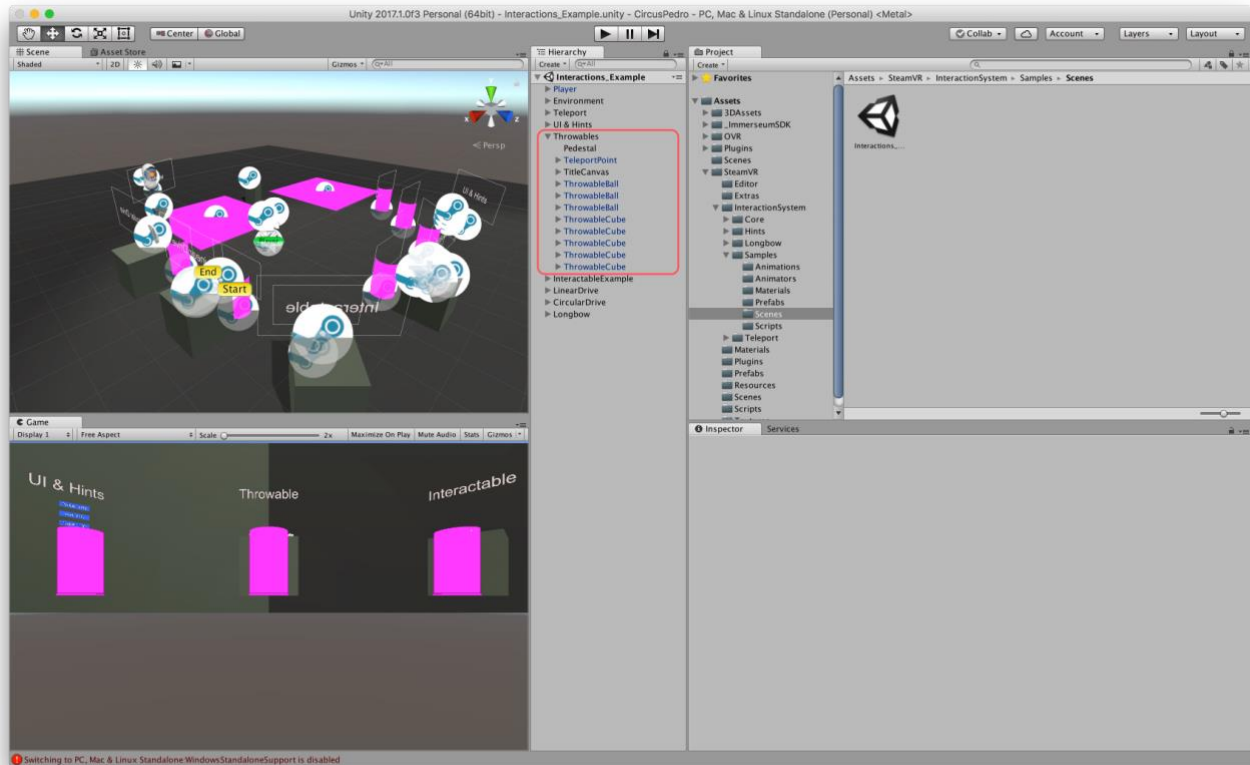 Unity 2017.1.0f3 Personal (64bit) - Interactions_Example.unity - CircusPedro - PC, Mac & Linux Standalone (Personal) <Metal>
Center Global
Collab Account Layers Layout
Scene Asset Store
Shaded 2D Gizmos Q▾All
Persp
UI & Hints
End
Start
Interactable
Game
Display 1 Free Aspect Scale 2x Maximize On Play Mute Audio Stats Gizmos
UI & Hints
Throwable
Interactable
Hierarchy
Create Q▾All
Interactions_Example
Player
Environment
Teleport
UI & Hints
Throwables
Pedestal
TeleportPoint
TitleCanvas
ThrowableBall
ThrowableBall
ThrowableBall
ThrowableCube
ThrowableCube
ThrowableCube
ThrowableCube
ThrowableCube
InteractableExample
LinearDrive
CircularDrive
Longbow
Project
Create
Favorites
Assets
3DAssets
_ImmerseumSDK
OVR
Plugins
Scenes
SteamVR
Editor
Extras
InteractionSystem
Core
Hints
Longbow
Samples
Animations
Animators
Materials
Prefabs
Scenes
Scripts
Teleport
Materials
Plugins
Prefabs
Resources
Scenes
Scripts
Assets ▸ SteamVR ▸ InteractionSystem ▸ Samples ▸ Scenes
Interactions_...
Inspector Services
Switching to PC, Mac & Linux Standalone:WindowsStandaloneSupport is disabled